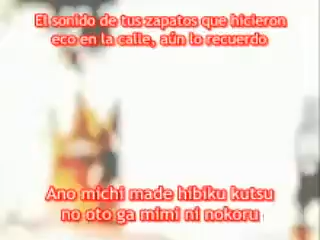 El sonido de tus zapatos que hicieron
eco en la calle, aún lo recuerdo
Ano michi made hibiku kutsu
no oto ga mimi ni nokoru